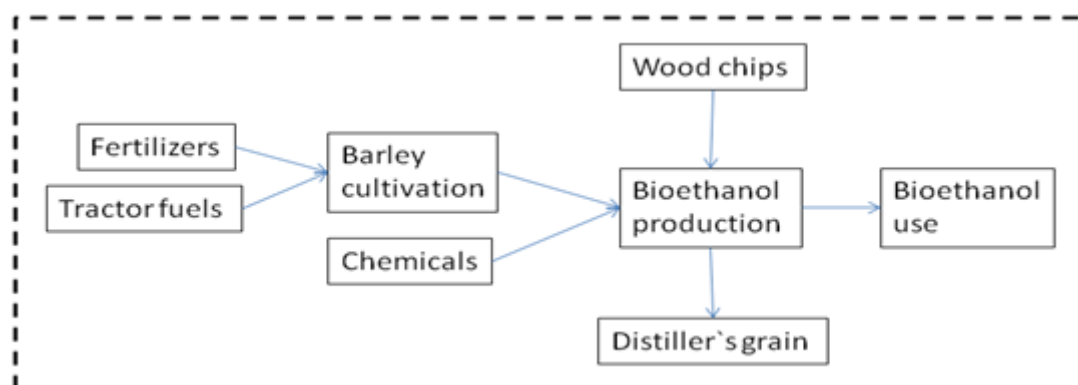 Wood chips
Fertilizers
Barley
cultivation
Tractor fuels
Bioethanol
production
Bioethanol
use
Chemicals
Distiller`s grain